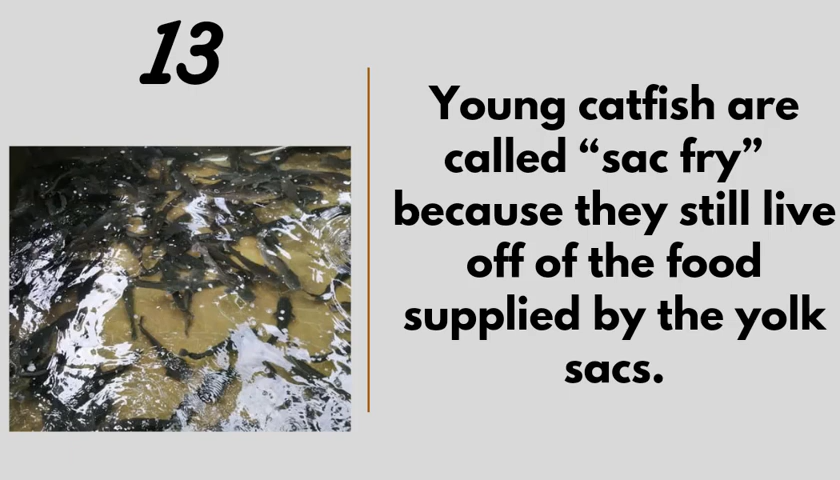 13
Young catfish are
called “sac fry”
because they still live
off of the food
supplied by the yolk
sacs.